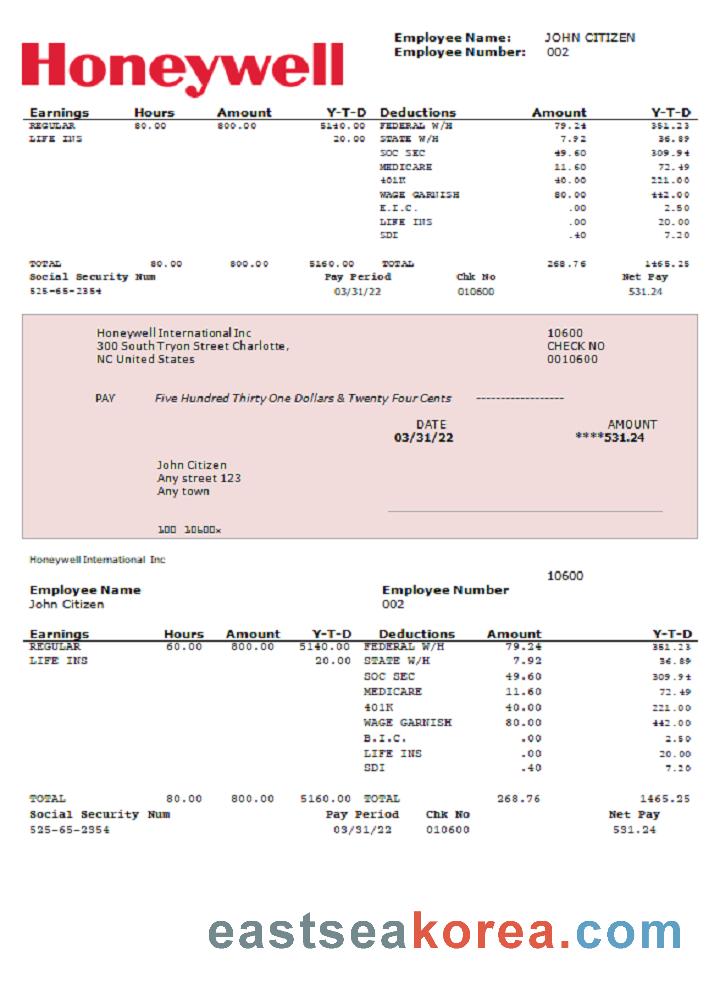 Honeywell
Employee Name: JOHN CITIZEN
Employee Number: 002
Earnings Hours Amount Y-T-D Deductions Amount Y-T-D
REGULAR 80.00 800.00 5140.00 FEDERAL W/H 79.24 351.23
LIFE INS 20.00 STATE W/H 7.92 36.89
SOC SEC 49.60 309.94
MEDICARE 11.60 72.49
401K 40.00 221.00
WAGE GARNISH 80.00 442.00
E.I.C. .00 2.50
LIFE INS .00 20.00
SDI .40 7.20
TOTAL 80.00 800.00 5160.00 TOTAL 268.76 1465.25
Social Security Num Pay Period Chk No Net Pay
525-65-2354 03/31/22 010600 531.24
Honeywell International Inc 10600
300 South Tryon Street Charlotte, CHECK NO
NC United States 0010600
PAY Five Hundred Thirty One Dollars & Twenty Four Cents ------------------
DATE AMOUNT
03/31/22 ****531.24
John Citizen
Any street 123
Any town
100 10600x
Honeywell International Inc
10600
Employee Name Employee Number
John Citizen 002
Earnings Hours Amount Y-T-D Deductions Amount Y-T-D
REGULAR 60.00 800.00 5140.00 FEDERAL W/H 79.24 351.23
LIFE INS 20.00 STATE W/H 7.92 36.89
SOC SEC 49.60 309.94
MEDICARE 11.60 72.49
401K 40.00 221.00
WAGE GARNISH 80.00 442.00
B.I.C. .00 2.50
LIFE INS .00 20.00
SDI .40 7.20
TOTAL 80.00 800.00 5160.00 TOTAL 268.76 1465.25
Social Security Num Pay Period Chk No Net Pay
525-65-2354 03/31/22 010600 531.24
eastseakorea.com